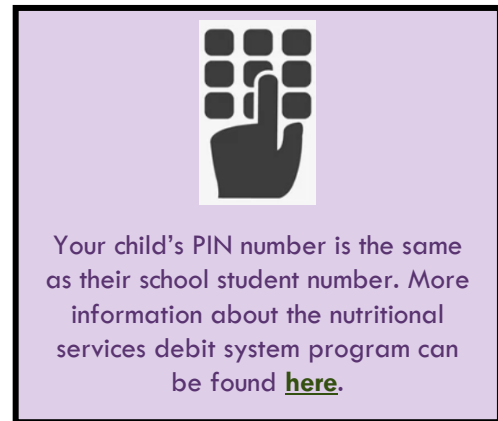 Your child’s PIN number is the same
as their school student number. More
information about the nutritional
services debit system program can
be found here.